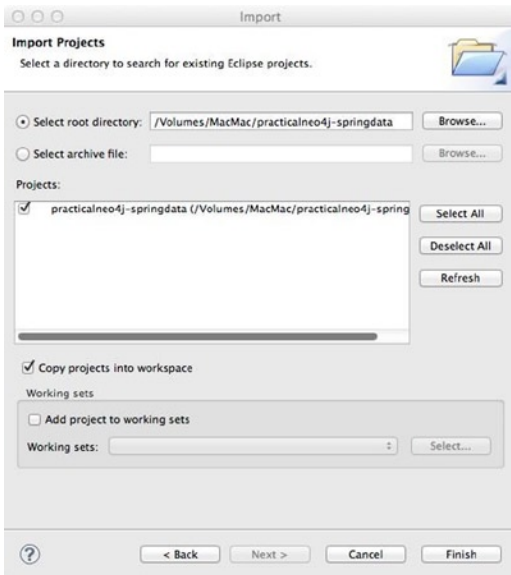 Import
Import Projects
Select a directory to search for existing Eclipse projects.
Select root directory: /Volumes/MacMac/practicalneo4j-springdata Browse...
Select archive file: Browse...
Projects:
practicalneo4j-springdata (/Volumes/MacMac/practicalneo4j-spring
Select All
Deselect All
Refresh
Copy projects into workspace
Working sets
Add project to working sets
Working sets: Select...
? < Back Next > Cancel Finish